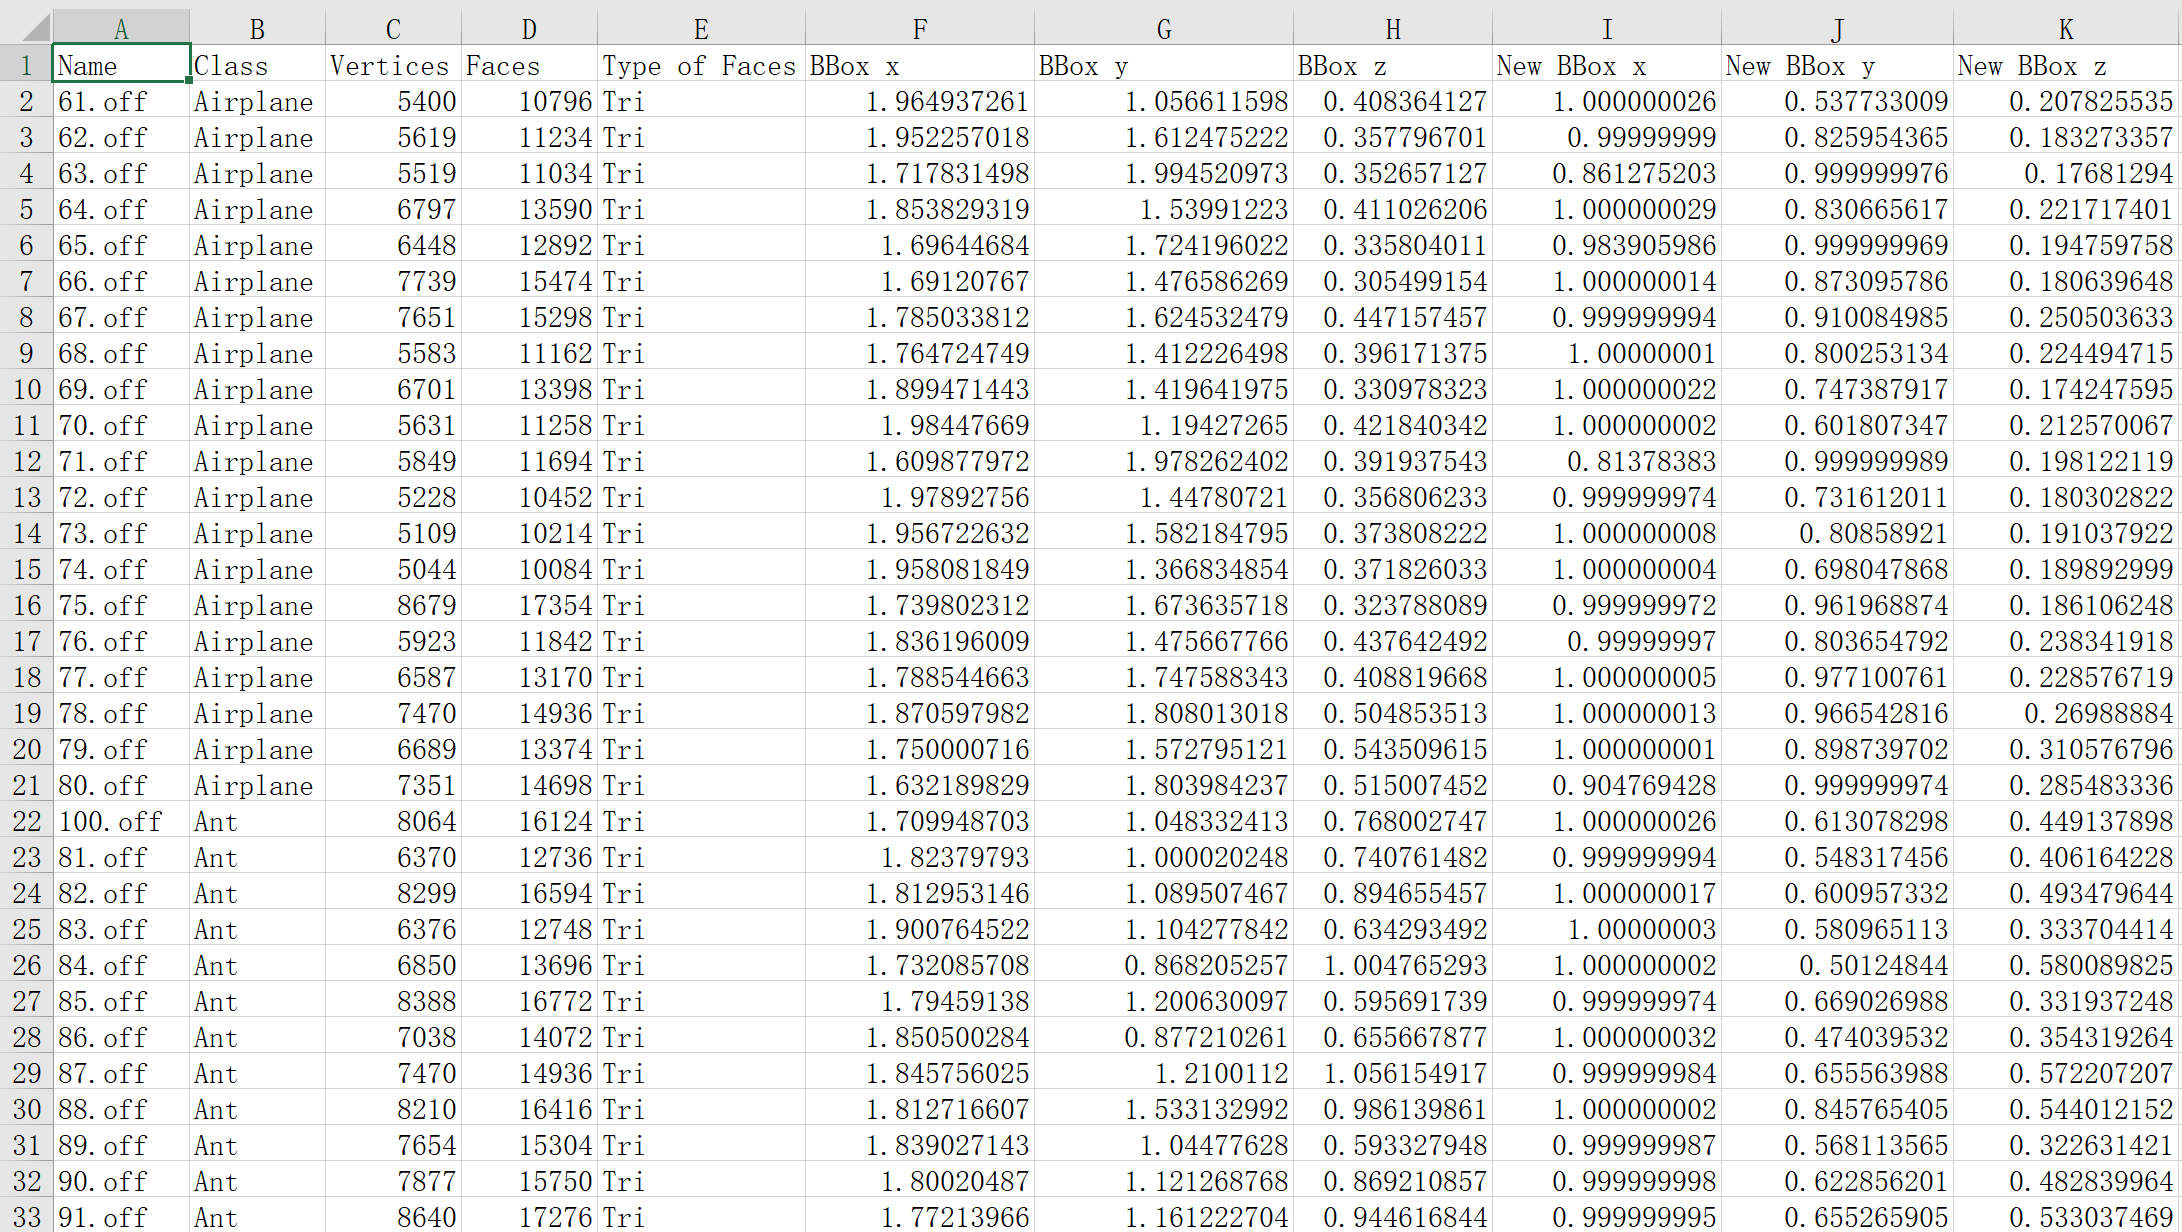 A B C D E F G H I J K
1 Name Class Vertices Faces Type of Faces BBox x BBox y BBox z New BBox x New BBox y New BBox z
2 61.off Airplane 5400 10796 Tri 1.964937261 1.056611598 0.408364127 1.000000026 0.537733009 0.207825535
3 62.off Airplane 5619 11234 Tri 1.952257018 1.612475222 0.357796701 0.99999999 0.825954365 0.183273357
4 63.off Airplane 5519 11034 Tri 1.717831498 1.994520973 0.352657127 0.861275203 0.999999976 0.17681294
5 64.off Airplane 6797 13590 Tri 1.853829319 1.53991223 0.411026206 1.000000029 0.830665617 0.221717401
6 65.off Airplane 6448 12892 Tri 1.69644684 1.724196022 0.335804011 0.983905986 0.999999969 0.194759758
7 66.off Airplane 7739 15474 Tri 1.69120767 1.476586269 0.305499154 1.000000014 0.873095786 0.180639648
8 67.off Airplane 7651 15298 Tri 1.785033812 1.624532479 0.447157457 0.999999994 0.910084985 0.250503633
9 68.off Airplane 5583 11162 Tri 1.764724749 1.412226498 0.396171375 1.00000001 0.800253134 0.224494715
10 69.off Airplane 6701 13398 Tri 1.899471443 1.419641975 0.330978323 1.000000022 0.747387917 0.174247595
11 70.off Airplane 5631 11258 Tri 1.98447669 1.19427265 0.421840342 1.000000002 0.601807347 0.212570067
12 71.off Airplane 5849 11694 Tri 1.609877972 1.978262402 0.391937543 0.81378383 0.999999989 0.198122119
13 72.off Airplane 5228 10452 Tri 1.97892756 1.44780721 0.356806233 0.999999974 0.731612011 0.180302822
14 73.off Airplane 5109 10214 Tri 1.956722632 1.582184795 0.373808222 1.000000008 0.80858921 0.191037922
15 74.off Airplane 5044 10084 Tri 1.958081849 1.366834854 0.371826033 1.000000004 0.698047868 0.189892999
16 75.off Airplane 8679 17354 Tri 1.739802312 1.673635718 0.323788089 0.999999972 0.961968874 0.186106248
17 76.off Airplane 5923 11842 Tri 1.836196009 1.475667766 0.437642492 0.99999997 0.803654792 0.238341918
18 77.off Airplane 6587 13170 Tri 1.788544663 1.747588343 0.408819668 1.000000005 0.977100761 0.228576719
19 78.off Airplane 7470 14936 Tri 1.870597982 1.808013018 0.504853513 1.000000013 0.966542816 0.26988884
20 79.off Airplane 6689 13374 Tri 1.750000716 1.572795121 0.543509615 1.000000001 0.898739702 0.310576796
21 80.off Airplane 7351 14698 Tri 1.632189829 1.803984237 0.515007452 0.904769428 0.999999974 0.285483336
22 100.off Ant 8064 16124 Tri 1.709948703 1.048332413 0.768002747 1.000000026 0.613078298 0.449137898
23 81.off Ant 6370 12736 Tri 1.82379793 1.000020248 0.740761482 0.999999994 0.548317456 0.406164228
24 82.off Ant 8299 16594 Tri 1.812953146 1.089507467 0.894655457 1.000000017 0.600957332 0.493479644
25 83.off Ant 6376 12748 Tri 1.900764522 1.104277842 0.634293492 1.00000003 0.580965113 0.333704414
26 84.off Ant 6850 13696 Tri 1.732085708 0.868205257 1.004765293 1.000000002 0.50124844 0.580089825
27 85.off Ant 8388 16772 Tri 1.79459138 1.200630097 0.595691739 0.999999974 0.669026988 0.331937248
28 86.off Ant 7038 14072 Tri 1.850500284 0.877210261 0.655667877 1.000000032 0.474039532 0.354319264
29 87.off Ant 7470 14936 Tri 1.845756025 1.2100112 1.056154917 0.999999984 0.655563988 0.572207207
30 88.off Ant 8210 16416 Tri 1.812716607 1.533132992 0.986139861 1.000000002 0.845765405 0.544012152
31 89.off Ant 7654 15304 Tri 1.839027143 1.04477628 0.593327948 0.999999987 0.568113565 0.322631421
32 90.off Ant 7877 15750 Tri 1.80020487 1.121268768 0.869210857 0.999999998 0.622856201 0.482839964
33 91.off Ant 8640 17276 Tri 1.77213966 1.161222704 0.944616844 0.999999995 0.655265905 0.533037469